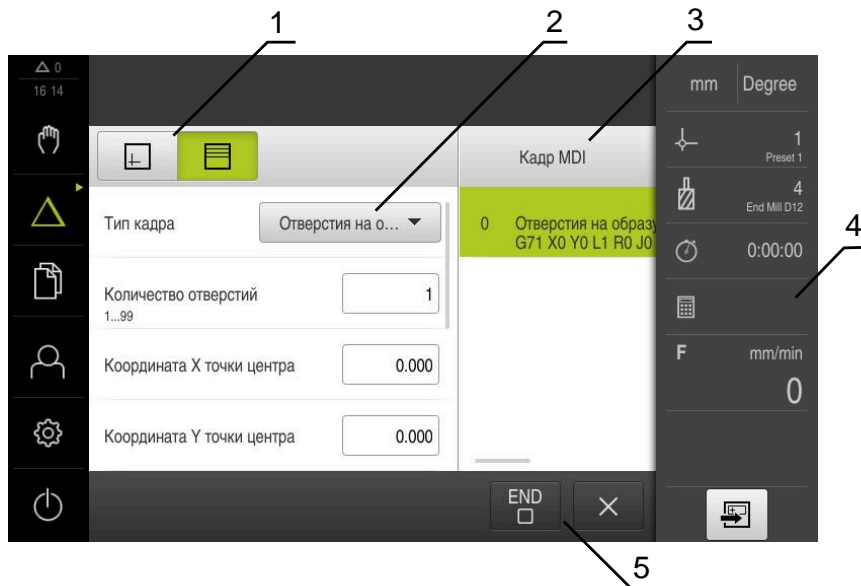 1
2
3
0
16 14
mm Degree
1
Preset 1
Кадр MDI
4
End Mill D12
Тип кадра Отверстия на о...
0 Отверстия на образу
G71 X0 Y0 L1 R0 J0
4
0:00:00
Количество отверстий 1
1...99
F mm/min
0
Координата X точки центра 0.000
Координата Y точки центра 0.000
END
5